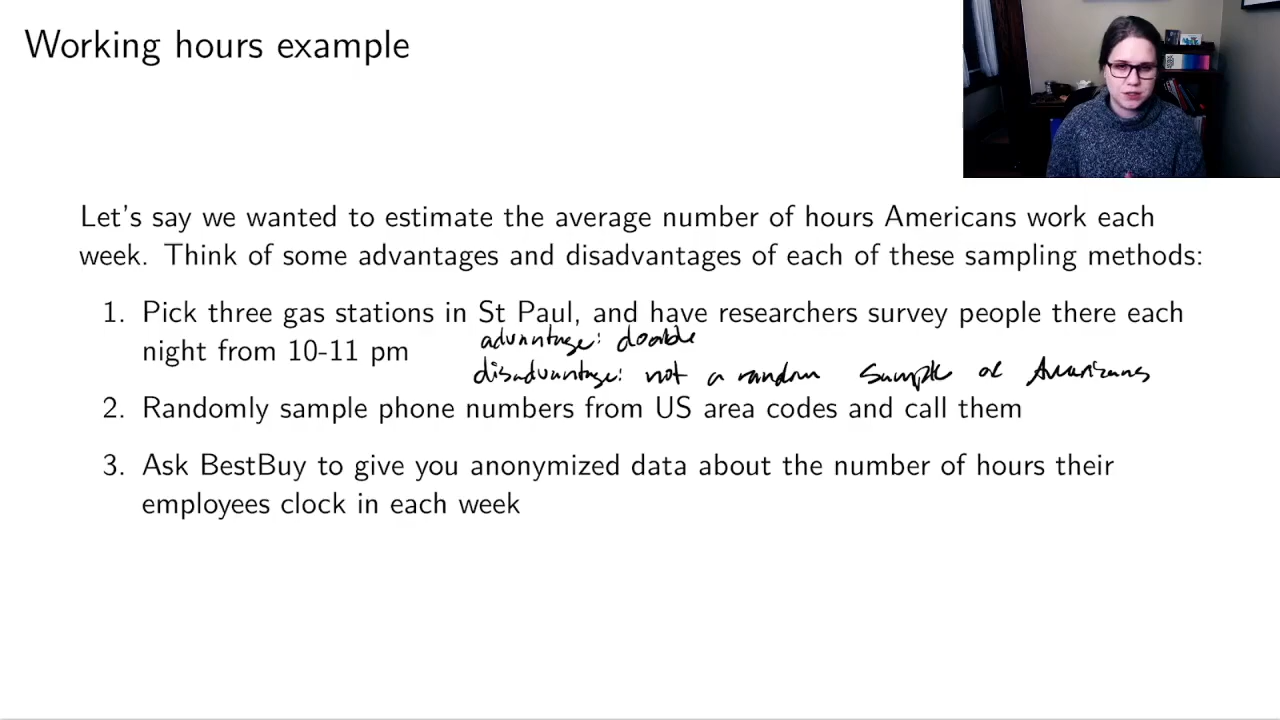 Working hours example
Let's say we wanted to estimate the average number of hours Americans work each
week. Think of some advantages and disadvantages of each of these sampling methods:
1. Pick three gas stations in St Paul, and have researchers survey people there each
night from 10-11 pm
advantage: doable
disadvantage: not a random sample of Americans
2. Randomly sample phone numbers from US area codes and call them
3. Ask BestBuy to give you anonymized data about the number of hours their
employees clock in each week